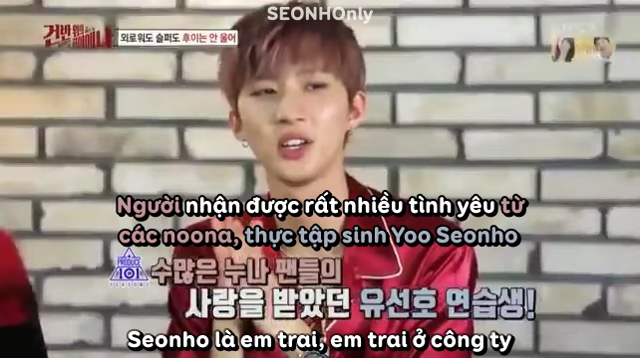 SEONHOnly
외로워도 슬퍼도 후이는 안 울어
Người nhận được rất nhiều tình yêu từ
các noona, thực tập sinh Yoo Seonho
PRODUCE
101
수많은 누나 팬들의
사랑을 받았던 유선호 연습생!
Seonho là em trai, em trai ở công ty